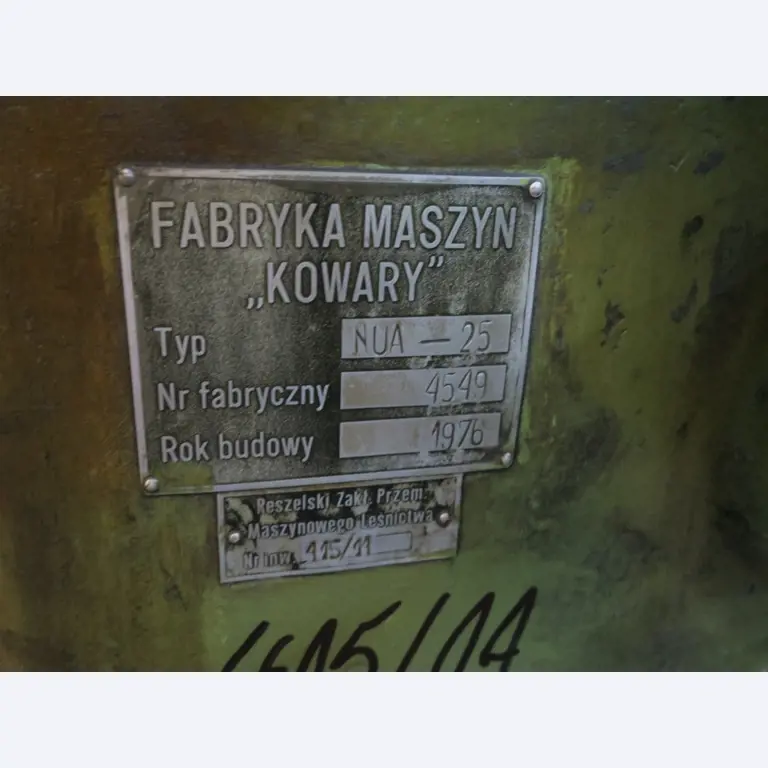 FABRYKA MASZYN
„KOWARY”
Typ NUA — 25
Nr fabryczny 4549
Rok budowy 1976
Reszelski Zakł. Przem.
Maszynowego Leśnictwa
Nr inw. 415/11